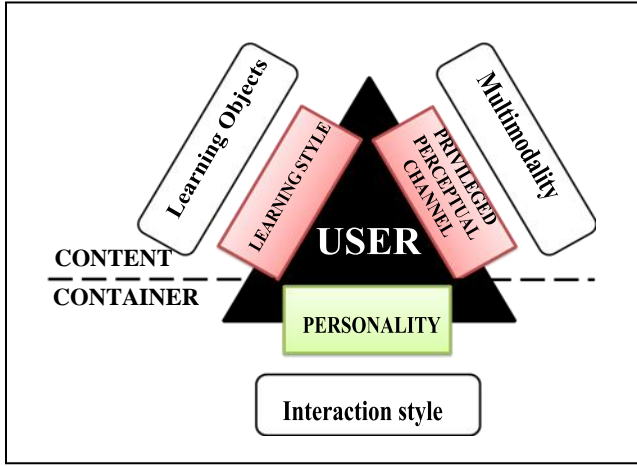 Learning Objects
Multimodality
LEARNING STYLE
PRIVILEGED
PERCEPTUAL
CHANNEL
USER
CONTENT
CONTAINER
PERSONALITY
Interaction style